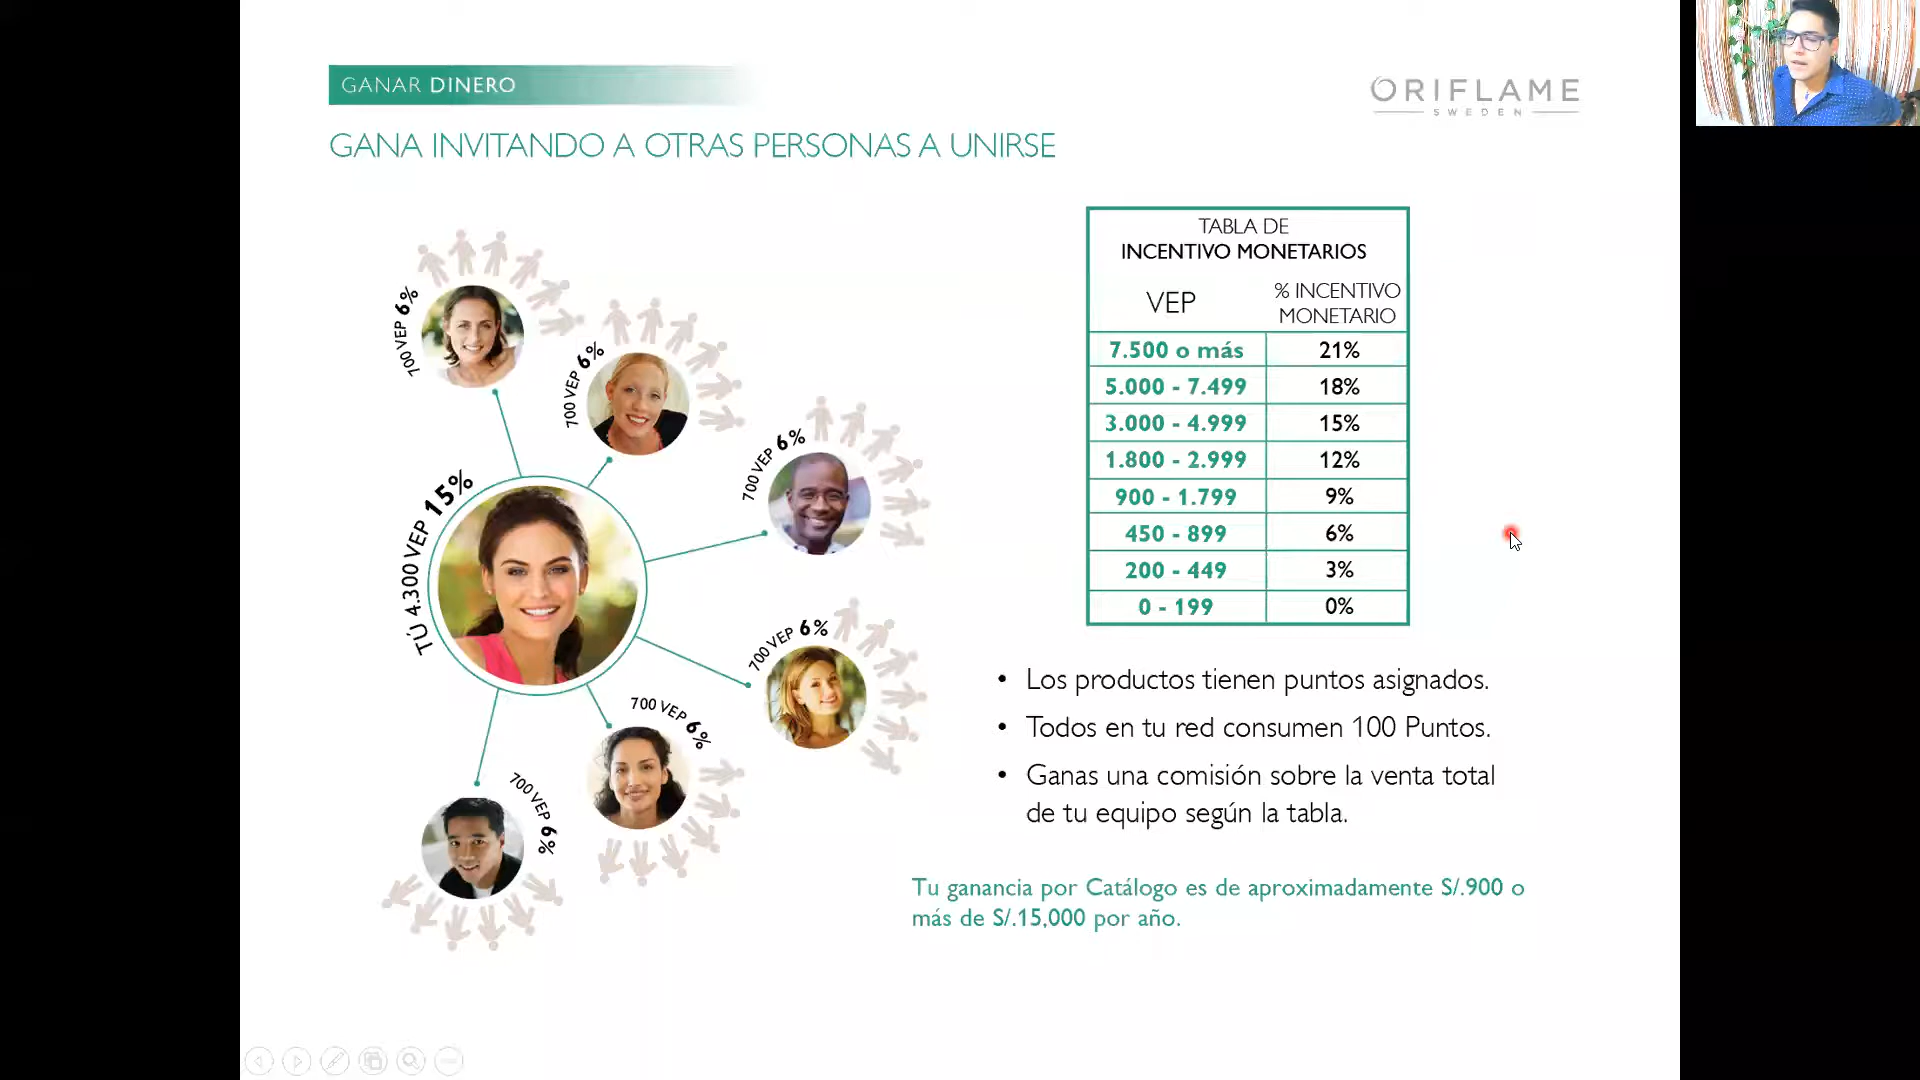 GANAR DINERO
ORIFLAME
SWEDEN
GANA INVITANDO A OTRAS PERSONAS A UNIRSE
700 VEP 6%
700 VEP 6%
700 VEP 6%
TÚ 4.300 VEP 15%
700 VEP 6%
700 VEP 6%
700 VEP 6%
TABLA DE
INCENTIVO MONETARIOS
VEP
% INCENTIVO
MONETARIO
7.500 o más 21%
5.000 - 7.499 18%
3.000 - 4.999 15%
1.800 - 2.999 12%
900 - 1.799 9%
450 - 899 6%
200 - 449 3%
0 - 199 0%
• Los productos tienen puntos asignados.
• Todos en tu red consumen 100 Puntos.
• Ganas una comisión sobre la venta total
de tu equipo según la tabla.
Tu ganancia por Catálogo es de aproximadamente S/.900 o
más de S/.15,000 por año.